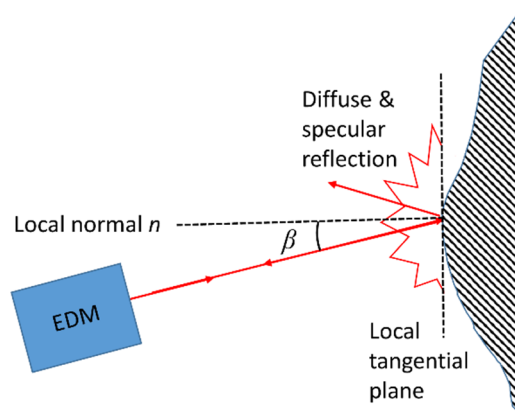 Diffuse &
specular
reflection
Local normal n
β
EDM
Local
tangential
plane